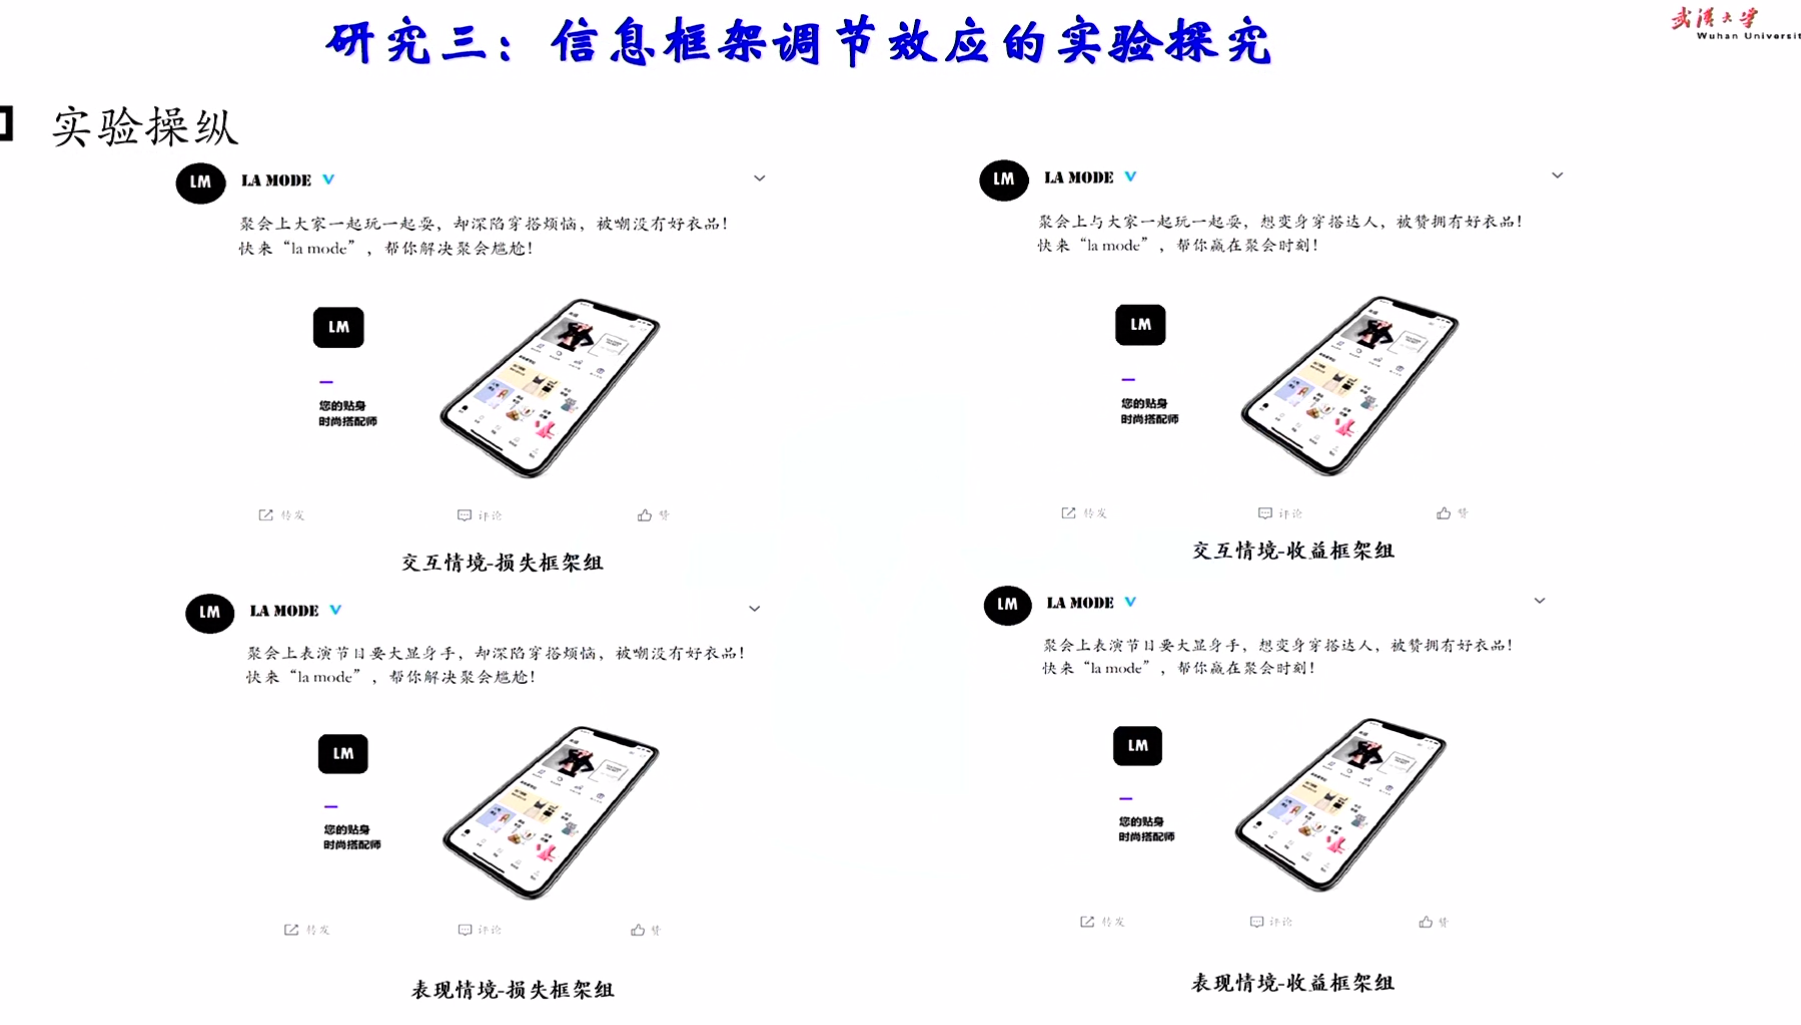 研究三：信息框架调节效应的实验探究
武汉大学
Wuhan Universit
实验操纵
LM
LA MODE
聚会上大家一起玩一起耍，却深陷穿搭烦恼，被嘲没有好衣品！
快来“la mode”，帮你解决聚会尴尬！
LM
您的贴身
时尚搭配师
转发
评论
赞
交互情境-损失框架组
LM
LA MODE
聚会上与大家一起玩一起耍，想变身穿搭达人，被赞拥有好衣品！
快来“la mode”，帮你赢在聚会时刻！
LM
您的贴身
时尚搭配师
转发
评论
赞
交互情境-收益框架组
LM
LA MODE
聚会上表演节目要大显身手，却深陷穿搭烦恼，被嘲没有好衣品！
快来“la mode”，帮你解决聚会尴尬！
LM
您的贴身
时尚搭配师
转发
评论
赞
表现情境-损失框架组
LM
LA MODE
聚会上表演节目要大显身手，想变身穿搭达人，被赞拥有好衣品！
快来“la mode”，帮你赢在聚会时刻！
LM
您的贴身
时尚搭配师
转发
评论
赞
表现情境-收益框架组